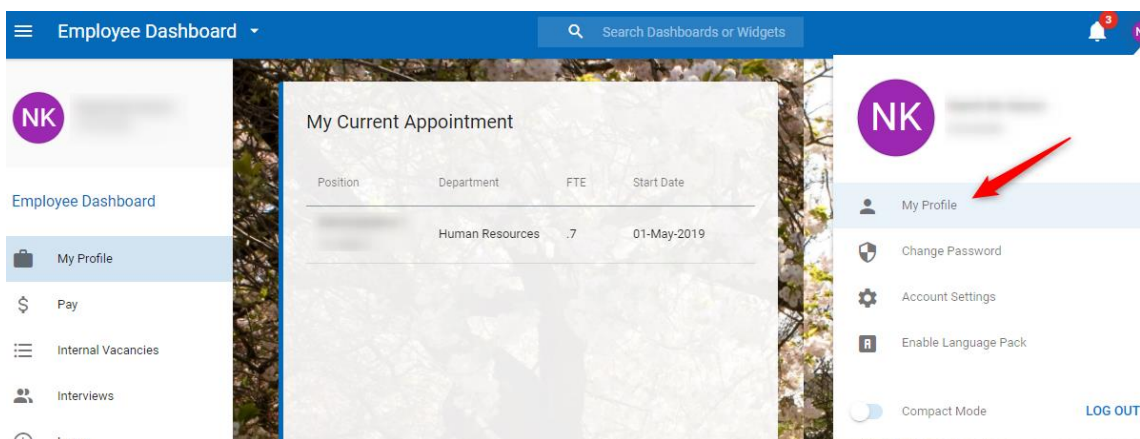 Employee Dashboard
Search Dashboards or Widgets
3
NK
Employee Dashboard
My Profile
Pay
Internal Vacancies
Interviews
My Current Appointment
Position Department FTE Start Date
Human Resources .7 01-May-2019
NK
My Profile
Change Password
Account Settings
Enable Language Pack
Compact Mode LOG OUT